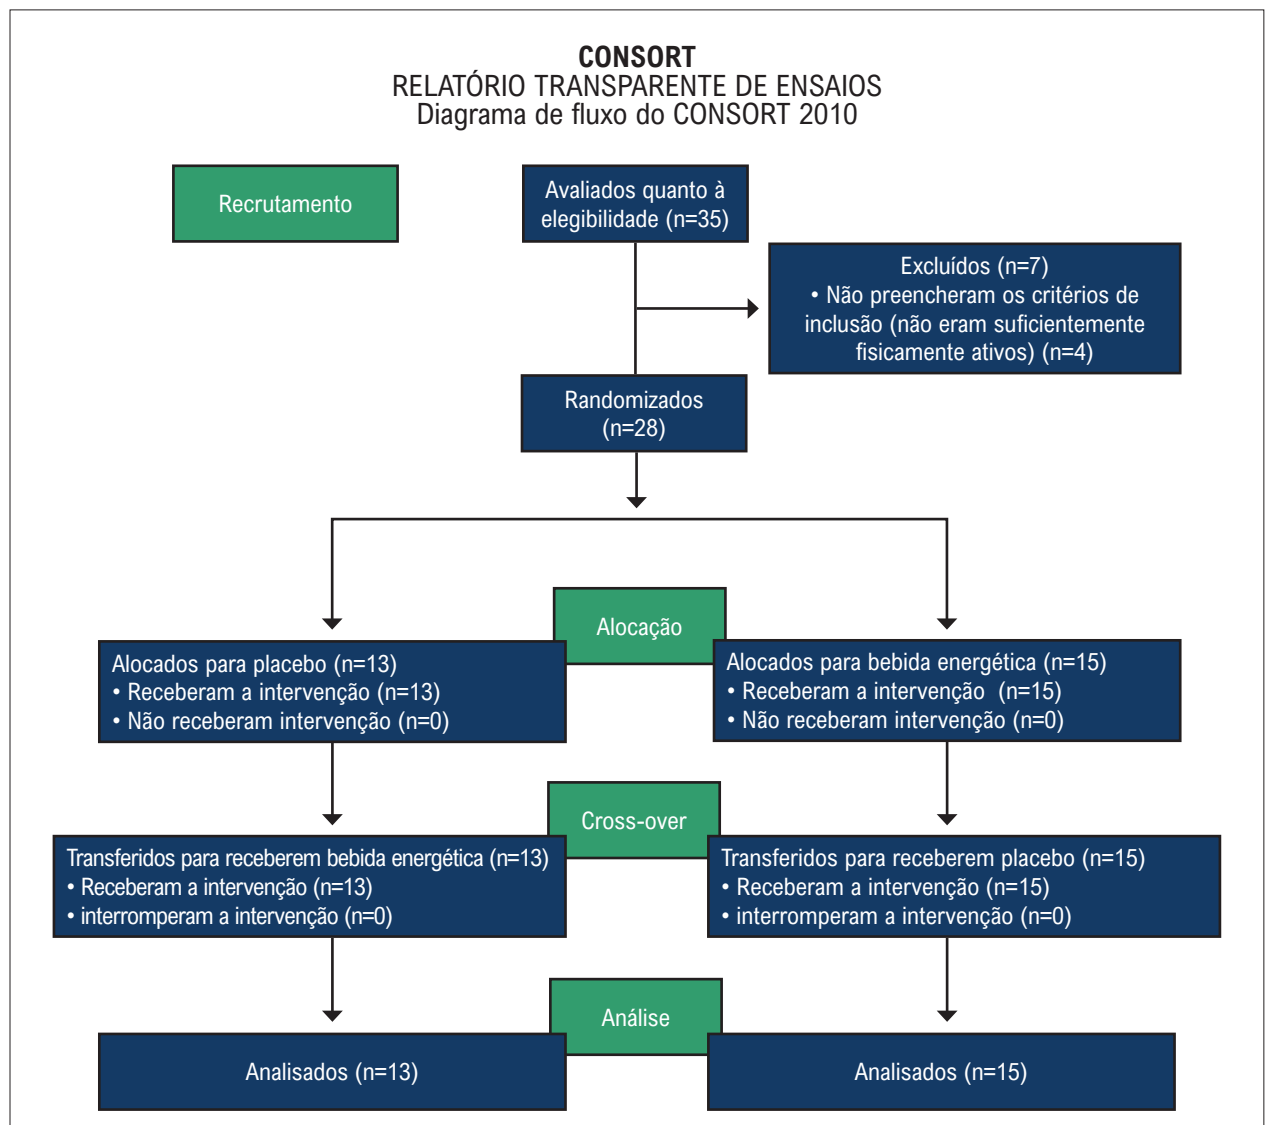 CONSORT
RELATÓRIO TRANSPARENTE DE ENSAIOS
Diagrama de fluxo do CONSORT 2010
Recrutamento
Avaliados quanto à
elegibilidade (n=35)
Excluídos (n=7)
• Não preencheram os critérios de
inclusão (não eram suficientemente
fisicamente ativos) (n=4)
Randomizados
(n=28)
Alocação
Alocados para placebo (n=13)
• Receberam a intervenção (n=13)
• Não receberam intervenção (n=0)
Alocados para bebida energética (n=15)
• Receberam a intervenção (n=15)
• Não receberam intervenção (n=0)
Cross-over
Transferidos para receberem bebida energética (n=13)
• Receberam a intervenção (n=13)
• interromperam a intervenção (n=0)
Transferidos para receberem placebo (n=15)
• Receberam a intervenção (n=15)
• interromperam a intervenção (n=0)
Análise
Analisados (n=13)
Analisados (n=15)